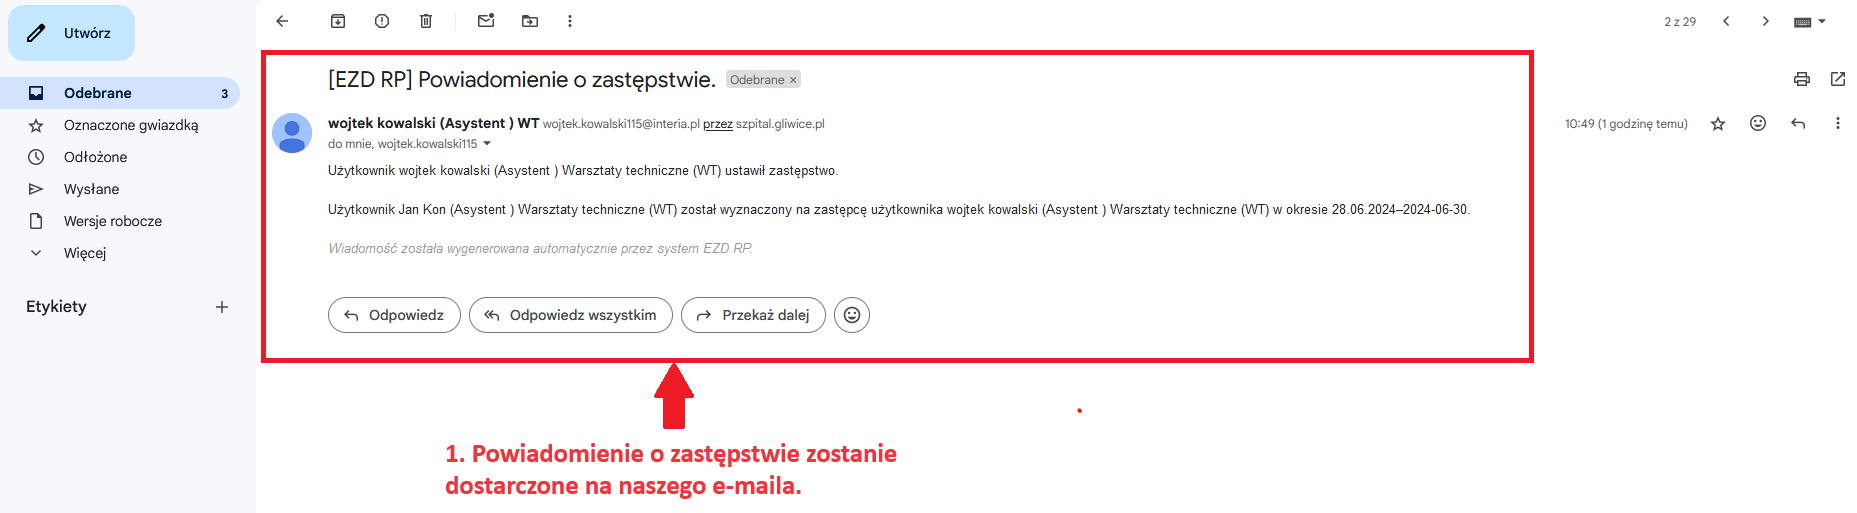 Utwórz
2 z 29
Odebrane 3
Oznaczone gwiazdką
Odłożone
Wysłane
Wersje robocze
Więcej
Etykiety
[EZD RP] Powiadomienie o zastępstwie. Odebrane ×
wojtek kowalski (Asystent ) WT wojtek.kowalski115@interia.pl przez szpital.gliwice.pl
10:49 (1 godzinę temu)
do mnie, wojtek.kowalski115
Użytkownik wojtek kowalski (Asystent ) Warsztaty techniczne (WT) ustawił zastępstwo.
Użytkownik Jan Kon (Asystent ) Warsztaty techniczne (WT) został wyznaczony na zastępcę użytkownika wojtek kowalski (Asystent ) Warsztaty techniczne (WT) w okresie 28.06.2024–2024-06-30.
Wiadomość została wygenerowana automatycznie przez system EZD RP.
Odpowiedz
Odpowiedz wszystkim
Przekaż dalej
1. Powiadomienie o zastępstwie zostanie
dostarczone na naszego e-maila.